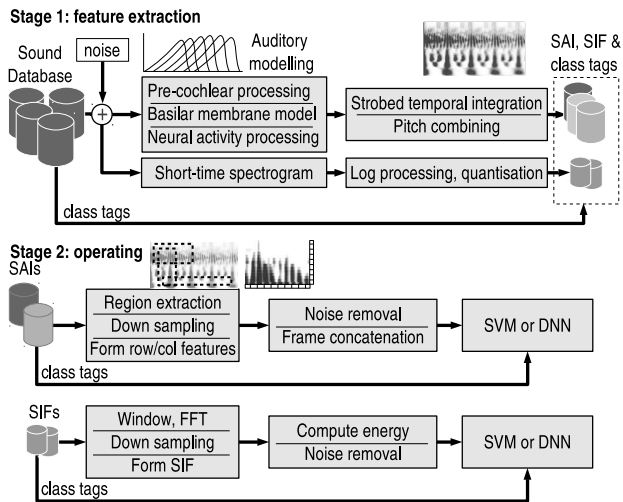 Stage 1: feature extraction
Sound
Database
noise
Auditory
modelling
SAI, SIF &
class tags
+
Pre-cochlear processing
Basilar membrane model
Neural activity processing
Strobed temporal integration
Pitch combining
Short-time spectrogram
Log processing, quantisation
class tags
Stage 2: operating
SAIs
Region extraction
Down sampling
Form row/col features
Noise removal
Frame concatenation
SVM or DNN
class tags
SIFs
Window, FFT
Down sampling
Form SIF
Compute energy
Noise removal
SVM or DNN
class tags